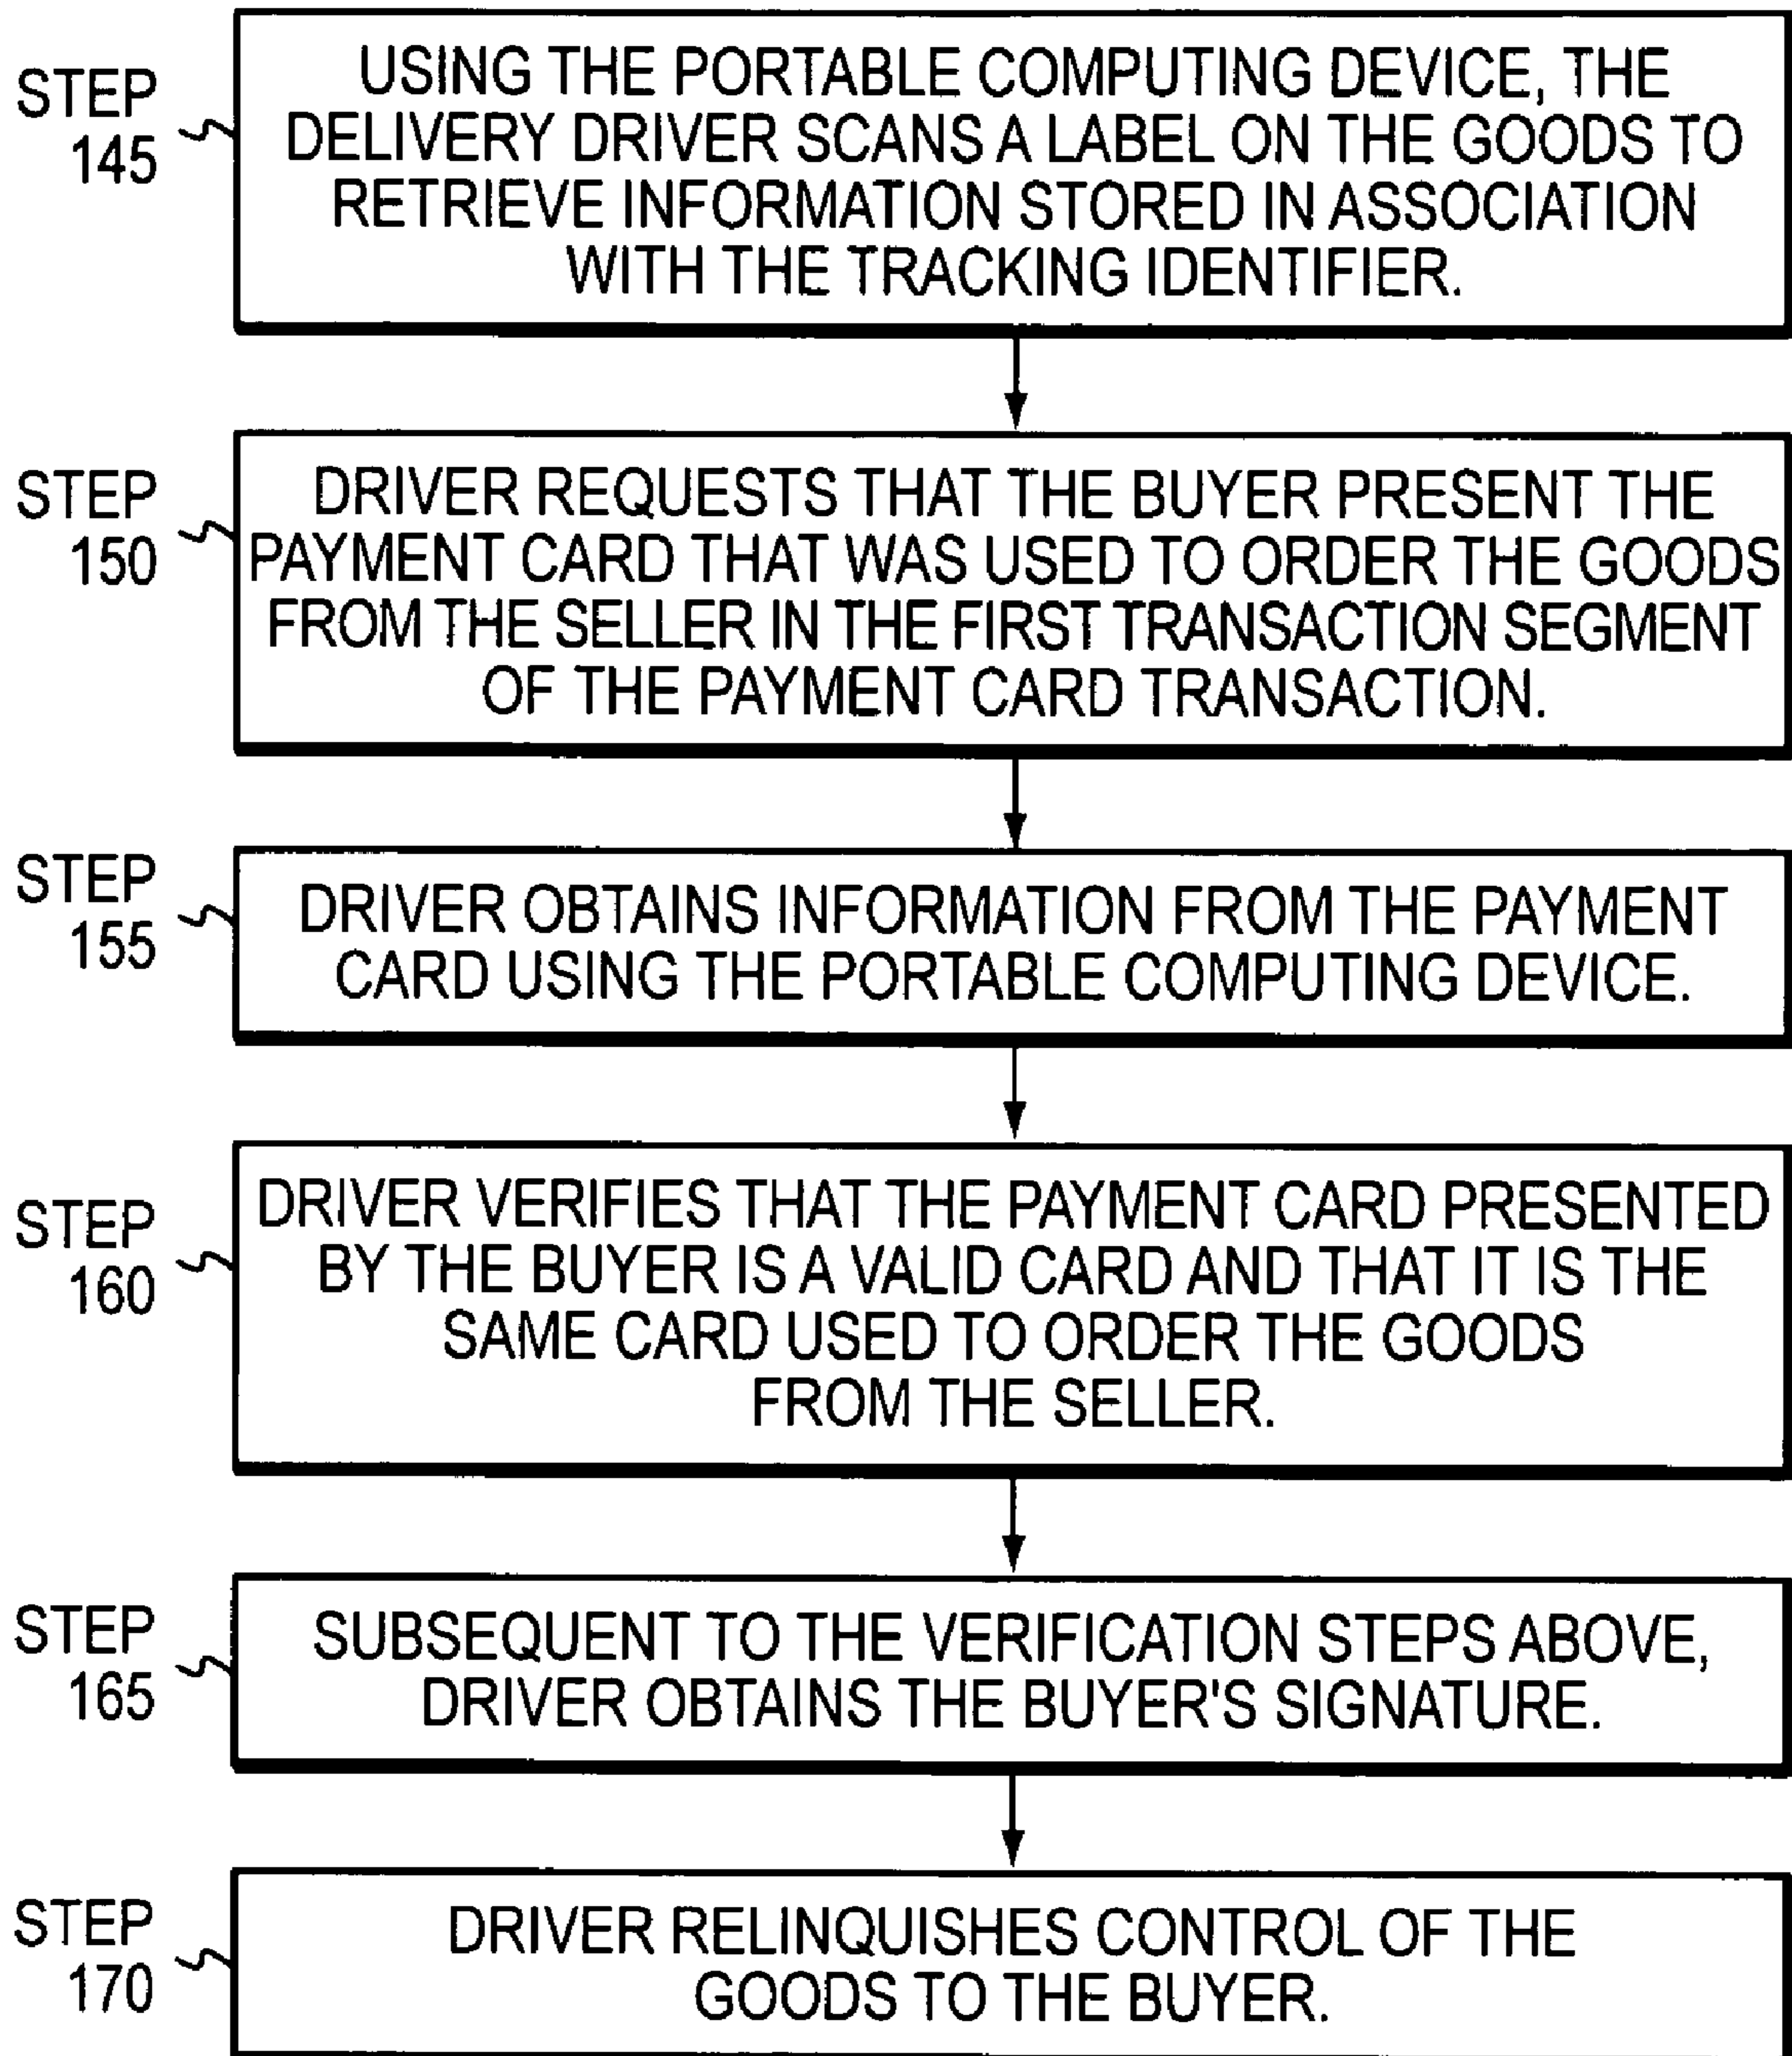 STEP
145
USING THE PORTABLE COMPUTING DEVICE, THE
DELIVERY DRIVER SCANS A LABEL ON THE GOODS TO
RETRIEVE INFORMATION STORED IN ASSOCIATION
WITH THE TRACKING IDENTIFIER.
STEP
150
DRIVER REQUESTS THAT THE BUYER PRESENT THE
PAYMENT CARD THAT WAS USED TO ORDER THE GOODS
FROM THE SELLER IN THE FIRST TRANSACTION SEGMENT
OF THE PAYMENT CARD TRANSACTION.
STEP
155
DRIVER OBTAINS INFORMATION FROM THE PAYMENT
CARD USING THE PORTABLE COMPUTING DEVICE.
STEP
160
DRIVER VERIFIES THAT THE PAYMENT CARD PRESENTED
BY THE BUYER IS A VALID CARD AND THAT IT IS THE
SAME CARD USED TO ORDER THE GOODS
FROM THE SELLER.
STEP
165
SUBSEQUENT TO THE VERIFICATION STEPS ABOVE,
DRIVER OBTAINS THE BUYER'S SIGNATURE.
STEP
170
DRIVER RELINQUISHES CONTROL OF THE
GOODS TO THE BUYER.